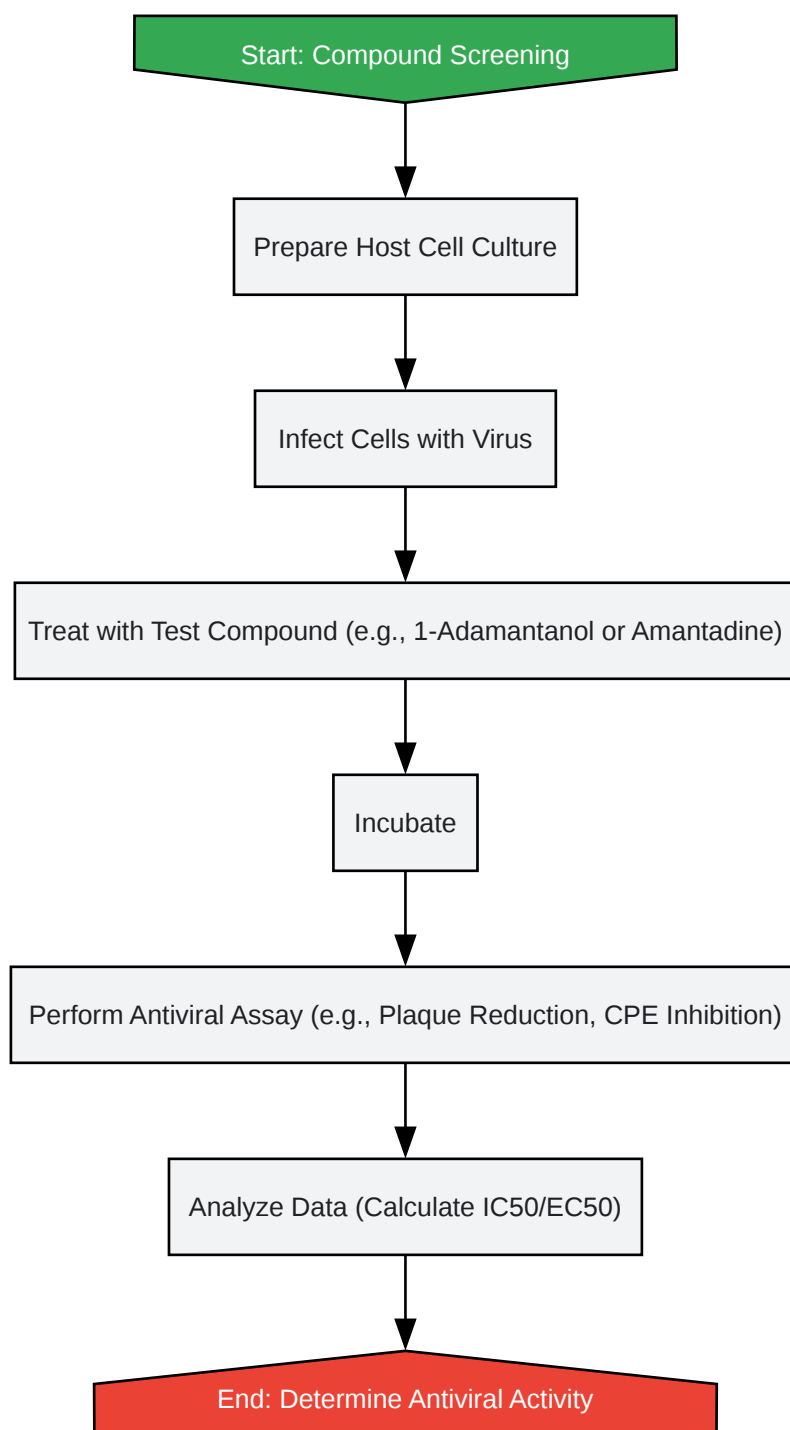 Start: Compound Screening
Prepare Host Cell Culture
Infect Cells with Virus
Treat with Test Compound (e.g., 1-Adamantanol or Amantadine)
Incubate
Perform Antiviral Assay (e.g., Plaque Reduction, CPE Inhibition)
Analyze Data (Calculate IC50/EC50)
End: Determine Antiviral Activity